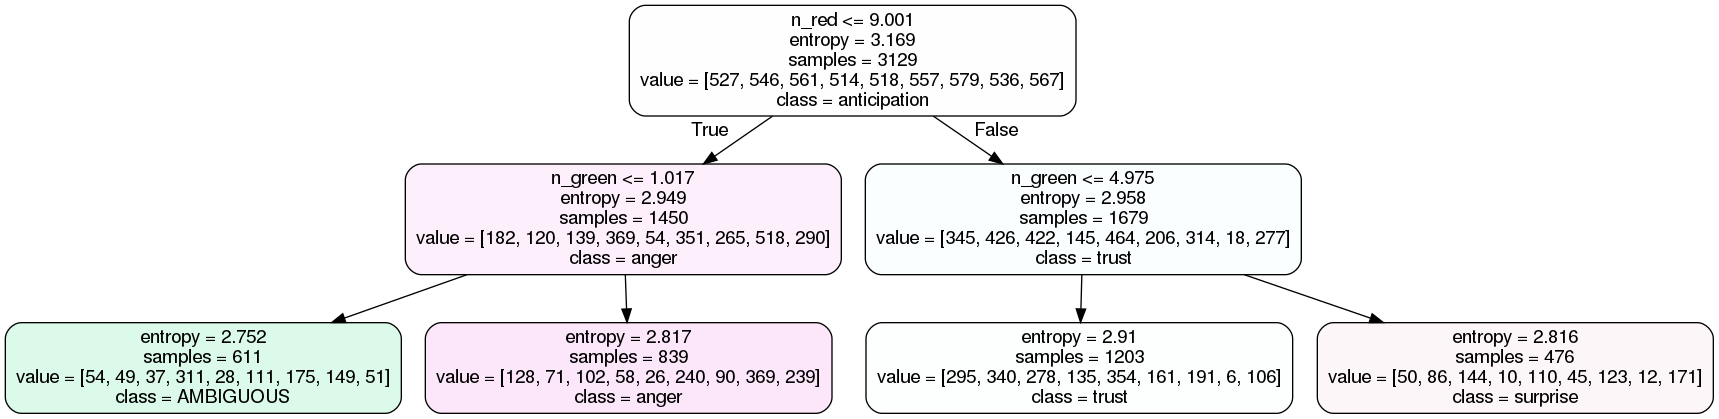 n_red <= 9.001
entropy = 3.169
samples = 3129
value = [527, 546, 561, 514, 518, 557, 579, 536, 567]
class = anticipation
True
False
n_green <= 1.017
entropy = 2.949
samples = 1450
value = [182, 120, 139, 369, 54, 351, 265, 518, 290]
class = anger
n_green <= 4.975
entropy = 2.958
samples = 1679
value = [345, 426, 422, 145, 464, 206, 314, 18, 277]
class = trust
entropy = 2.752
samples = 611
value = [54, 49, 37, 311, 28, 111, 175, 149, 51]
class = AMBIGUOUS
entropy = 2.817
samples = 839
value = [128, 71, 102, 58, 26, 240, 90, 369, 239]
class = anger
entropy = 2.91
samples = 1203
value = [295, 340, 278, 135, 354, 161, 191, 6, 106]
class = trust
entropy = 2.816
samples = 476
value = [50, 86, 144, 10, 110, 45, 123, 12, 171]
class = surprise